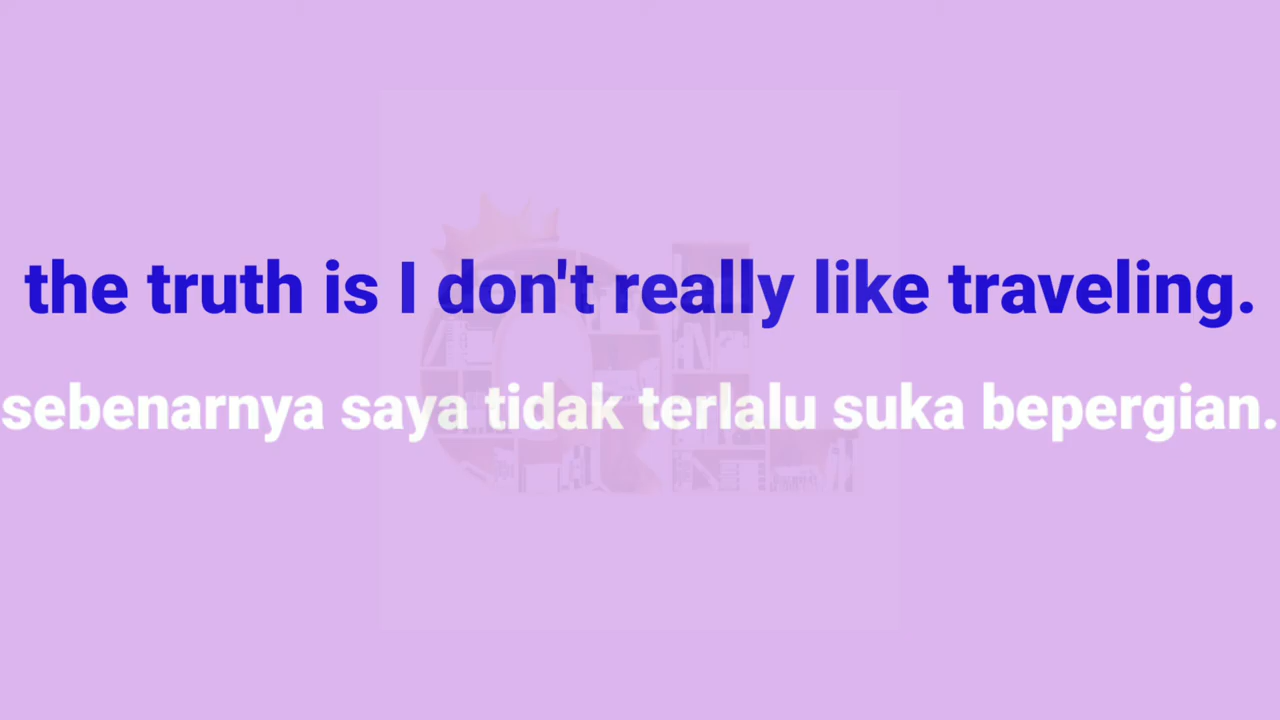 the truth is I don't really like traveling.
sebenarnya saya tidak terlalu suka bepergian.